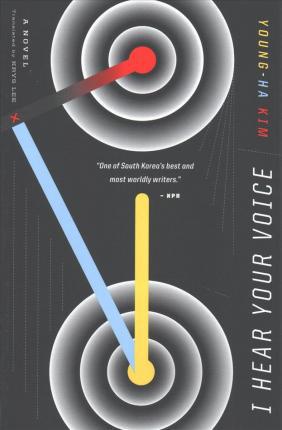 A NOVEL
Translated by KRYS LEE
"One of South Korea's best and
most worldly writers."
– NPR
YOUNG-HA KIM
I HEAR YOUR VOICE